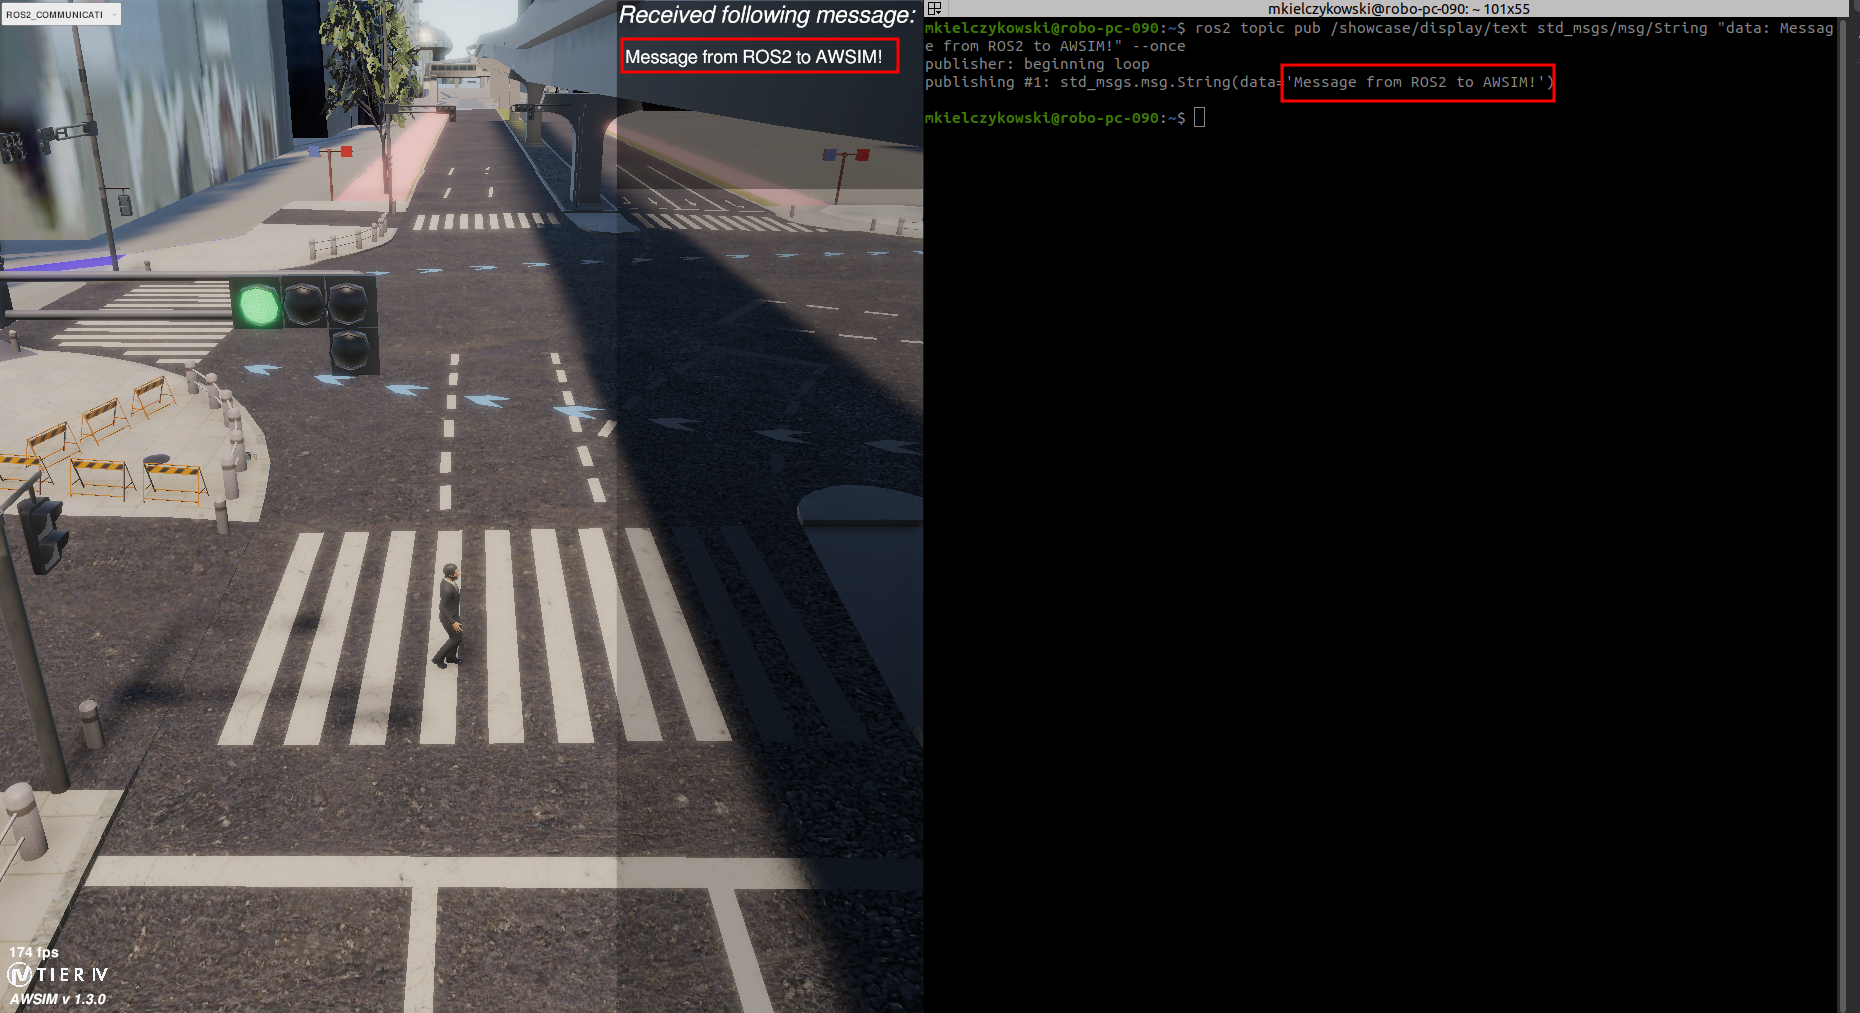 ROS2_COMMUNICATI
Received following message:
Message from ROS2 to AWSIM!
174 fps
TIER IV
AWSIM v 1.3.0
mkielczykowski@robo-pc-090: ~ 101x55
mkielczykowski@robo-pc-090:~$ ros2 topic pub /showcase/display/text std_msgs/msg/String "data: Messag
e from ROS2 to AWSIM!" --once
publisher: beginning loop
publishing #1: std_msgs.msg.String(data='Message from ROS2 to AWSIM!')
mkielczykowski@robo-pc-090:~$